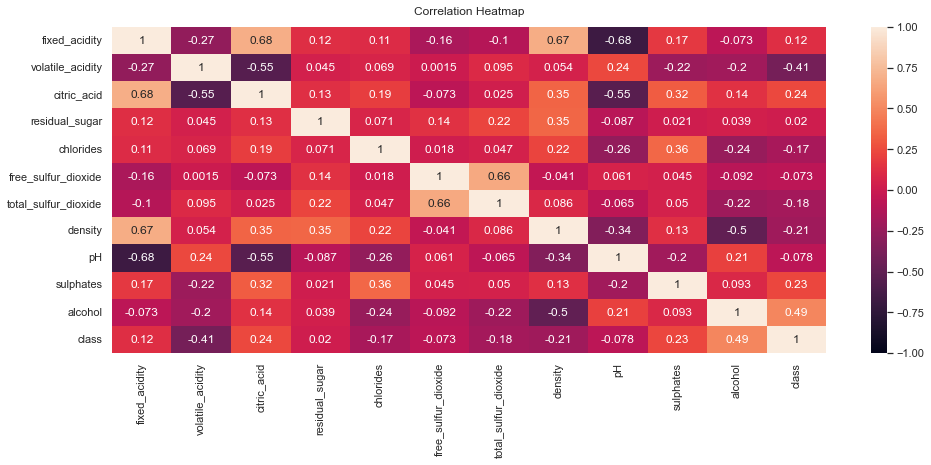 Correlation Heatmap
fixed_acidity 1 -0.27 0.68 0.12 0.11 -0.16 -0.1 0.67 -0.68 0.17 -0.073 0.12
volatile_acidity -0.27 1 -0.55 0.045 0.069 0.0015 0.095 0.054 0.24 -0.22 -0.2 -0.41
citric_acid 0.68 -0.55 1 0.13 0.19 -0.073 0.025 0.35 -0.55 0.32 0.14 0.24
residual_sugar 0.12 0.045 0.13 1 0.071 0.14 0.22 0.35 -0.087 0.021 0.039 0.02
chlorides 0.11 0.069 0.19 0.071 1 0.018 0.047 0.22 -0.26 0.36 -0.24 -0.17
free_sulfur_dioxide -0.16 0.0015 -0.073 0.14 0.018 1 0.66 -0.041 0.061 0.045 -0.092 -0.073
total_sulfur_dioxide -0.1 0.095 0.025 0.22 0.047 0.66 1 0.086 -0.065 0.05 -0.22 -0.18
density 0.67 0.054 0.35 0.35 0.22 -0.041 0.086 1 -0.34 0.13 -0.5 -0.21
pH -0.68 0.24 -0.55 -0.087 -0.26 0.061 -0.065 -0.34 1 -0.2 0.21 -0.078
sulphates 0.17 -0.22 0.32 0.021 0.36 0.045 0.05 0.13 -0.2 1 0.093 0.23
alcohol -0.073 -0.2 0.14 0.039 -0.24 -0.092 -0.22 -0.5 0.21 0.093 1 0.49
class 0.12 -0.41 0.24 0.02 -0.17 -0.073 -0.18 -0.21 -0.078 0.23 0.49 1
fixed_acidity
volatile_acidity
citric_acid
residual_sugar
chlorides
free_sulfur_dioxide
total_sulfur_dioxide
density
pH
sulphates
alcohol
class
1.00
0.75
0.50
0.25
0.00
−0.25
−0.50
−0.75
−1.00